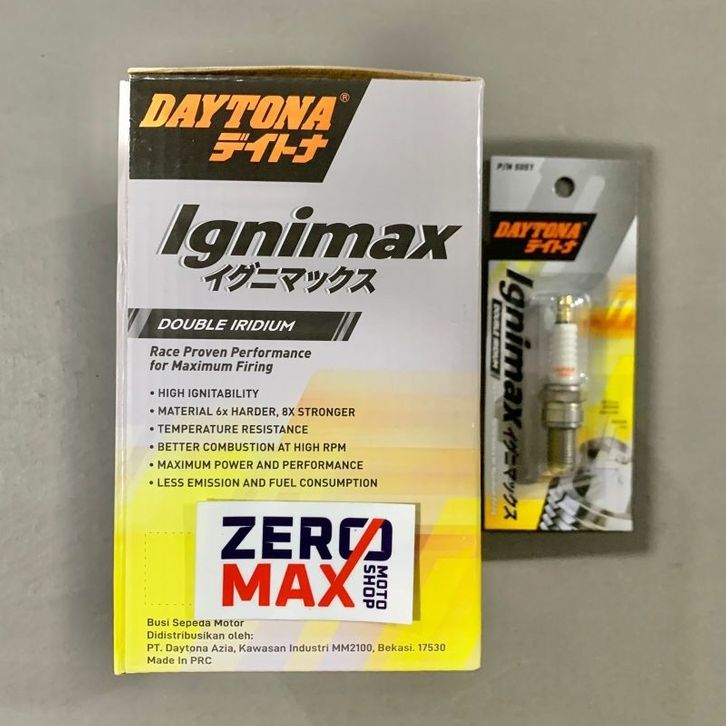 DAYTONA®
デイトナ
Ignimax
イグニマックス
DOUBLE IRIDIUM
Race Proven Performance
for Maximum Firing
• HIGH IGNITABILITY
• MATERIAL 6x HARDER, 8X STRONGER
• TEMPERATURE RESISTANCE
• BETTER COMBUSTION AT HIGH RPM
• MAXIMUM POWER AND PERFORMANCE
• LESS EMISSION AND FUEL CONSUMPTION
ZERO
MAX
MOTO
SHOP
Busi Sepeda Motor
Didistribusikan oleh:
PT. Daytona Azia, Kawasan Industri MM2100, Bekasi. 17530
Made In PRC
DAYTONA
デイトナ
Ignimax
イグニマックス
DOUBLE IRIDIUM